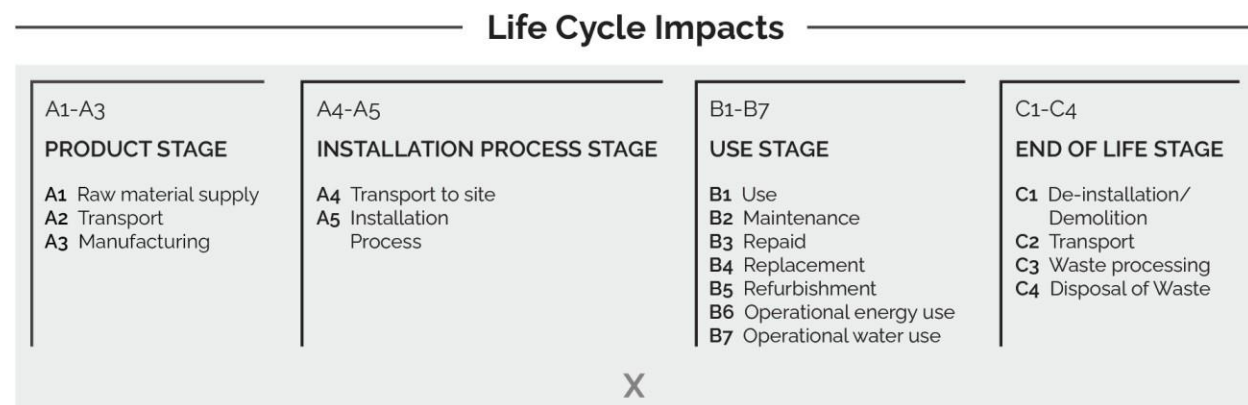 Life Cycle Impacts
A1-A3
PRODUCT STAGE
A1 Raw material supply
A2 Transport
A3 Manufacturing
A4-A5
INSTALLATION PROCESS STAGE
A4 Transport to site
A5 Installation
Process
B1-B7
USE STAGE
B1 Use
B2 Maintenance
B3 Repaid
B4 Replacement
B5 Refurbishment
B6 Operational energy use
B7 Operational water use
C1-C4
END OF LIFE STAGE
C1 De-installation/
Demolition
C2 Transport
C3 Waste processing
C4 Disposal of Waste
X